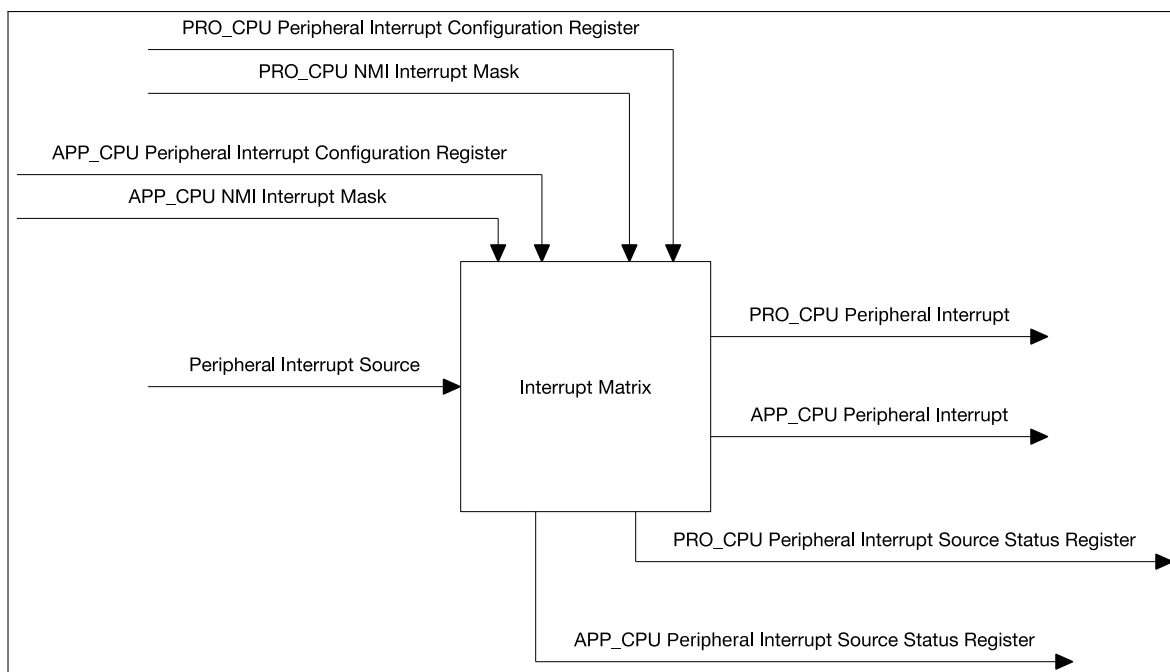 PRO_CPU Peripheral Interrupt Configuration Register
PRO_CPU NMI Interrupt Mask
APP_CPU Peripheral Interrupt Configuration Register
APP_CPU NMI Interrupt Mask
PRO_CPU Peripheral Interrupt
Peripheral Interrupt Source
Interrupt Matrix
APP_CPU Peripheral Interrupt
PRO_CPU Peripheral Interrupt Source Status Register
APP_CPU Peripheral Interrupt Source Status Register